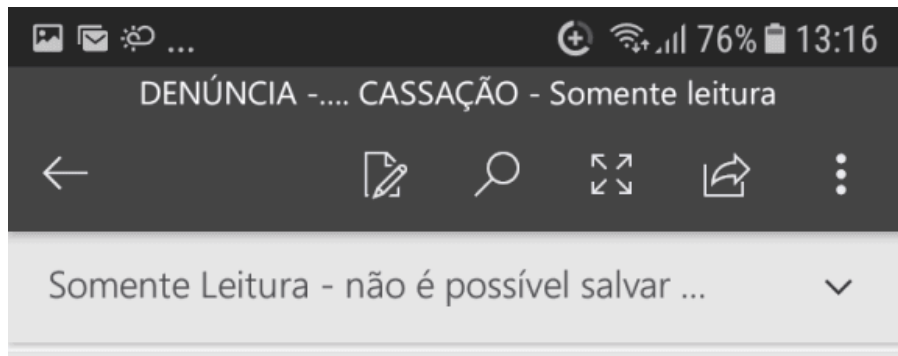 ... 76% 13:16
DENÚNCIA -.... CASSAÇÃO - Somente leitura
Somente Leitura - não é possível salvar ...